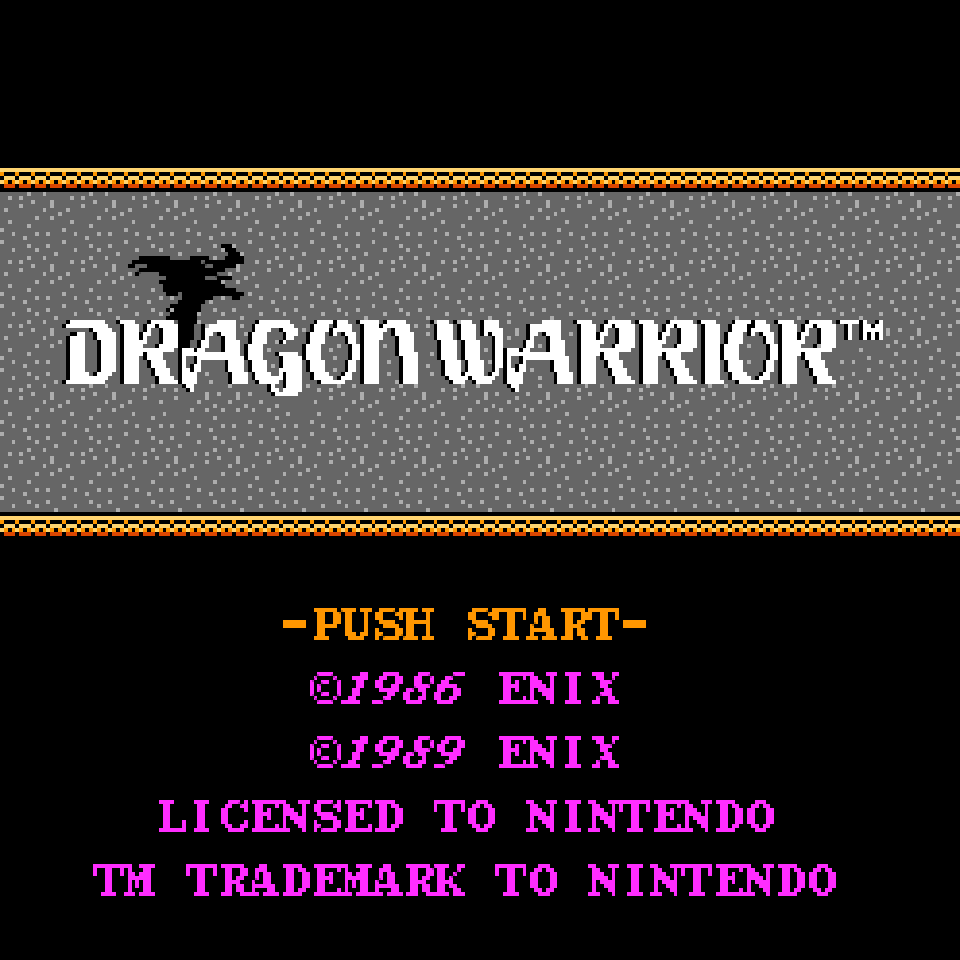 DRAGON WARRIOR™
-PUSH START-
©1986 ENIX
©1989 ENIX
LICENSED TO NINTENDO
TM TRADEMARK TO NINTENDO